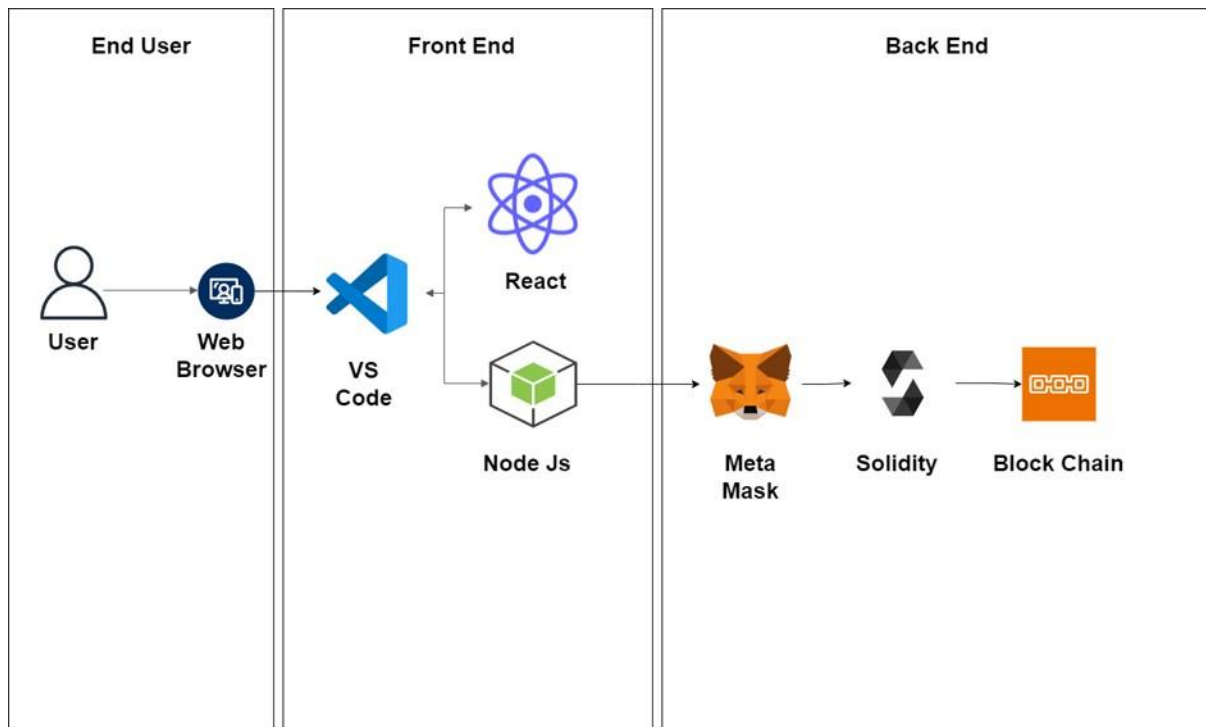 End User
Front End
Back End
React
User
Web
Browser
VS
Code
Node Js
Meta
Mask
Solidity
Block Chain